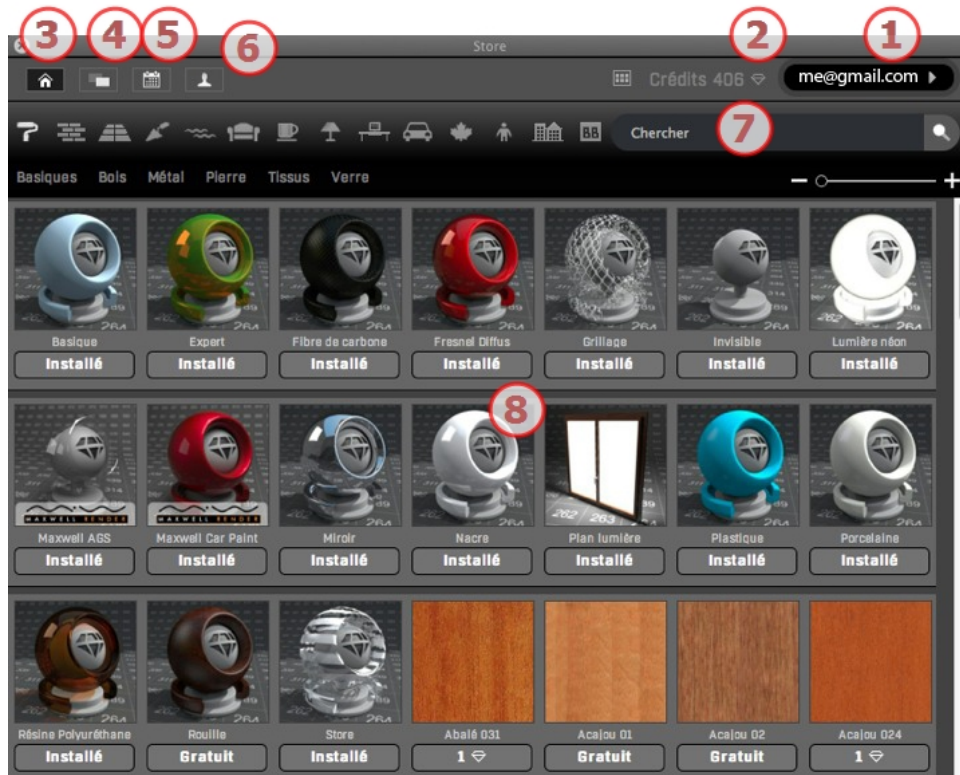 3 4 5 6 2 1
Store
Crédits 406 me@gmail.com
BB Chercher 7
Basiques Bois Métal Pierre Tissus Verre
Basique Expert Fibre de carbone Fresnel Diffus Grillage Invisible Lumière néon
Installé Installé Installé Installé Installé Installé Installé
8
262 263 264
MAXWELL RENDER MAXWELL RENDER
Maxwell AGS Maxwell Car Paint Miroir Nacre Plan lumière Plastique Porcelaine
Installé Installé Installé Installé Installé Installé Installé
Résine Polyuréthane Rouille Store Abalé 031 Acajou 01 Acajou 02 Acajou 024
Installé Gratuit Installé 1 Gratuit Gratuit 1